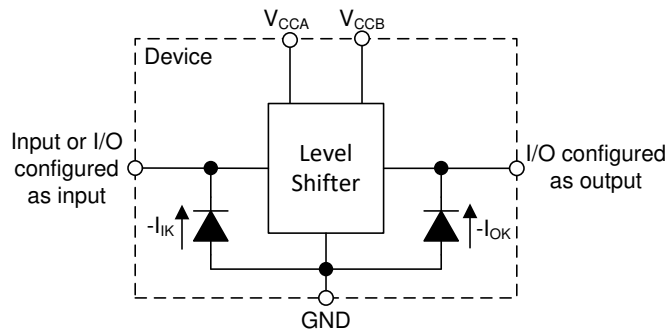 VCCA
VCCB
Device
Input or I/O
configured
as input
Level
Shifter
I/O configured
as output
-IIK
-IOK
GND